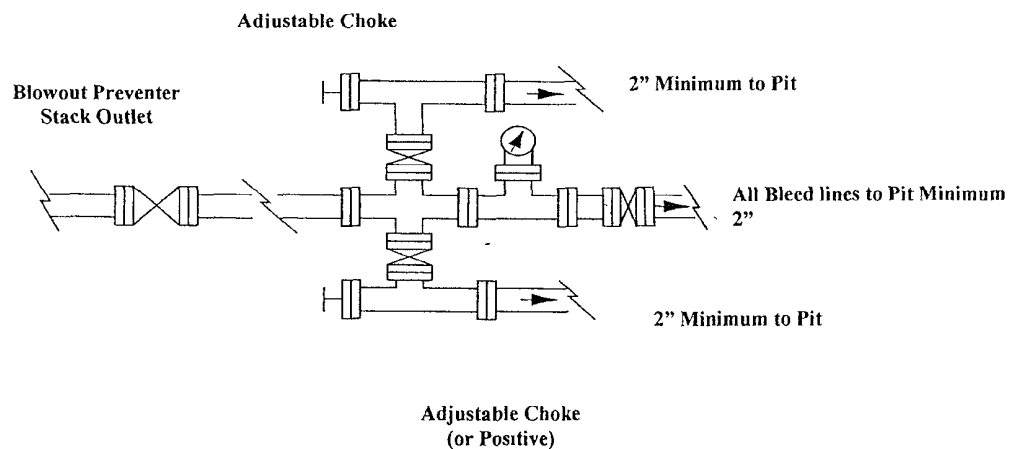 Adjustable Choke
2” Minimum to Pit
Blowout Preventer
Stack Outlet
All Bleed lines to Pit Minimum
2”
2” Minimum to Pit
Adjustable Choke
(or Positive)